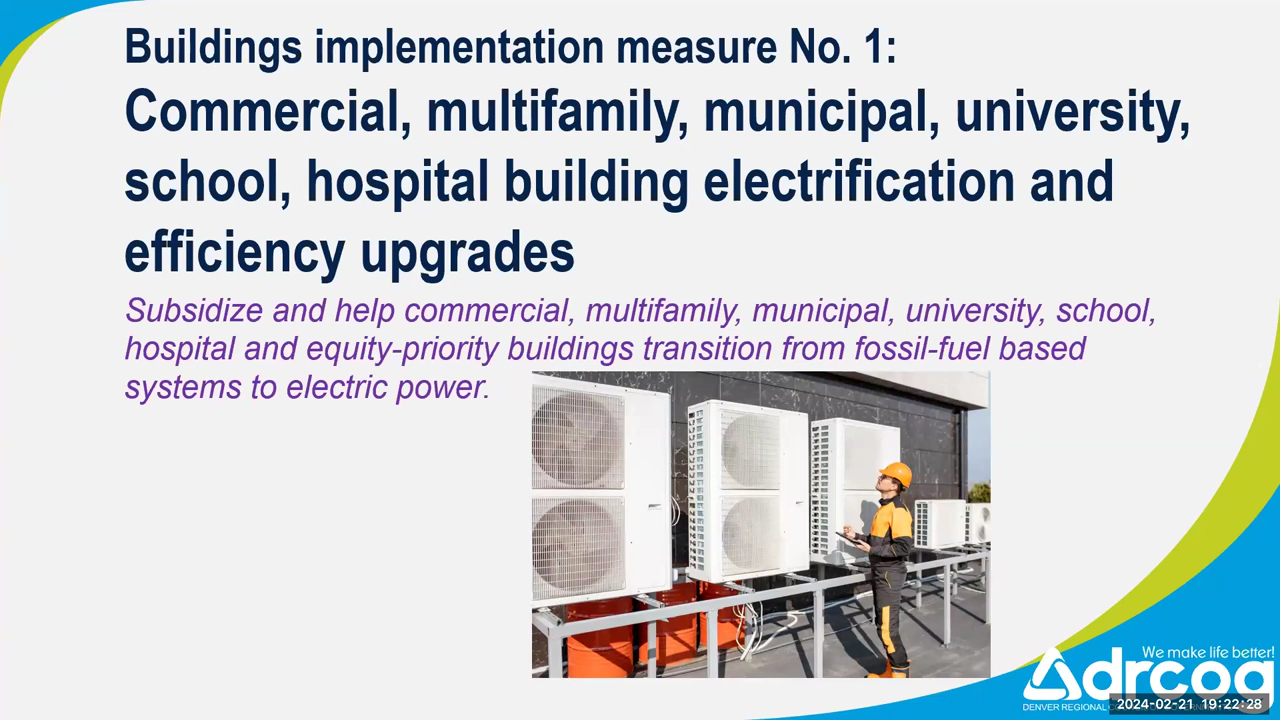 Buildings implementation measure No. 1:
Commercial, multifamily, municipal, university,
school, hospital building electrification and
efficiency upgrades
Subsidize and help commercial, multifamily, municipal, university, school,
hospital and equity-priority buildings transition from fossil-fuel based
systems to electric power.
We make life better!
drcog
DENVER REGIONAL
2024-02-21 19:22:28